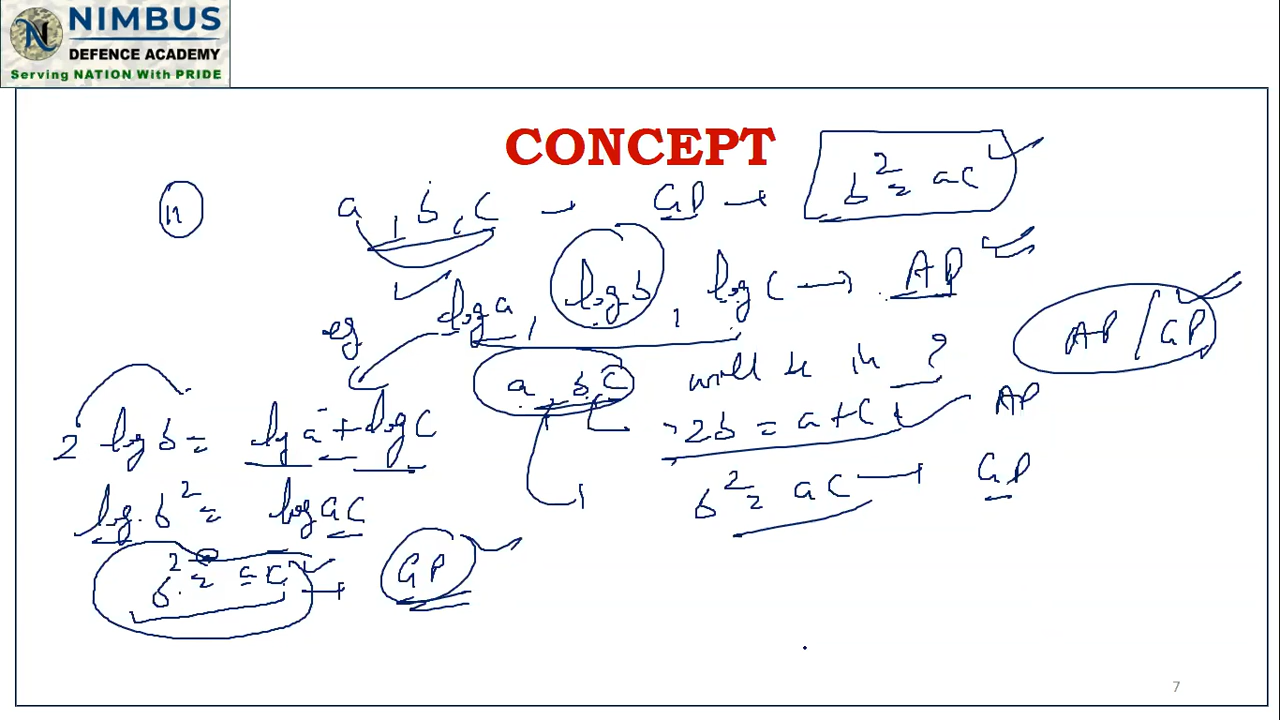 NIMBUS
DEFENCE ACADEMY
Serving NATION With PRIDE
CONCEPT
a, b, c → GP → b² = ac
eg log a, log b, log c → AP
AP / GP
a, b, c will be in ?
2b = a + c AP
2 log b = log a + log c
b² = ac → GP
log b² = log ac
b² = ac → GP
7